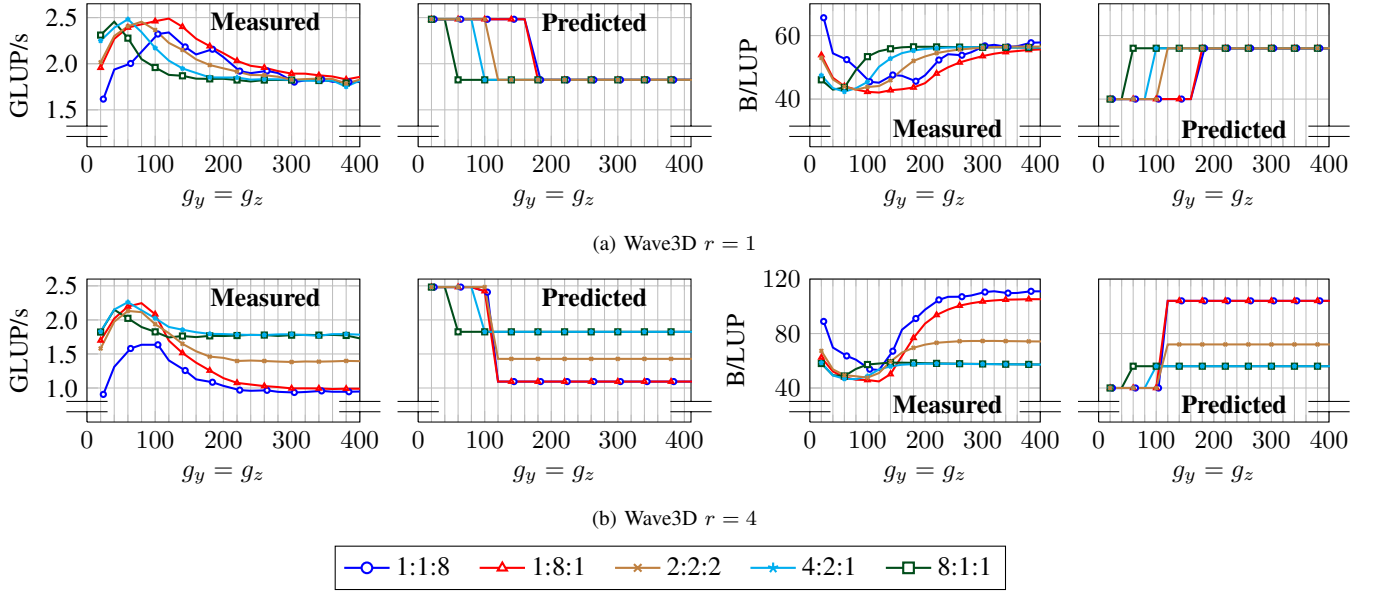 2.5
2.0
1.5
GLUP/s
Measured
0 100 200 300 400
g_y = g_z
Predicted
0 100 200 300 400
g_y = g_z
60
40
B/LUP
Measured
0 100 200 300 400
g_y = g_z
Predicted
0 100 200 300 400
g_y = g_z
(a) Wave3D r = 1
2.5
2.0
1.5
1.0
GLUP/s
Measured
0 100 200 300 400
g_y = g_z
Predicted
0 100 200 300 400
g_y = g_z
120
80
40
B/LUP
Measured
0 100 200 300 400
g_y = g_z
Predicted
0 100 200 300 400
g_y = g_z
(b) Wave3D r = 4
1:1:8 1:8:1 2:2:2 4:2:1 8:1:1